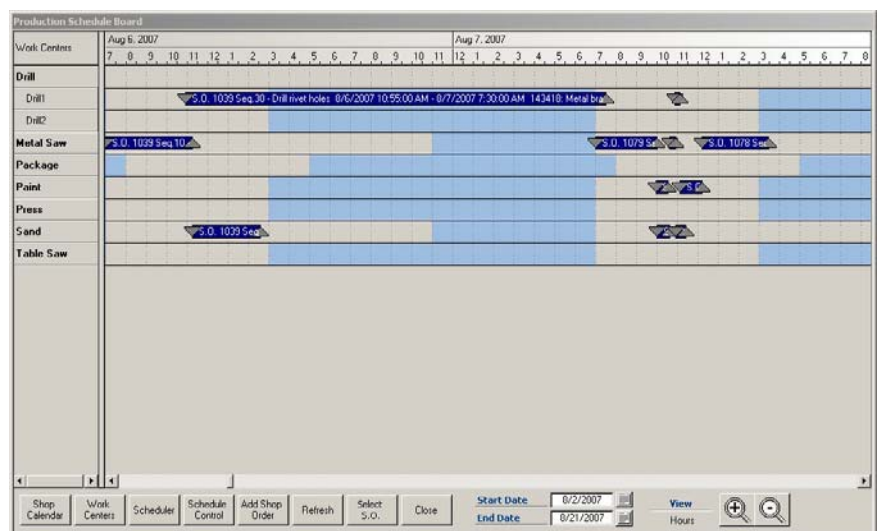 Production Schedule Board
Work Centers
Aug 6, 2007
Aug 7, 2007
7 8 9 10 11 12 1 2 3 4 5 6 7 8 9 10 11 12 1 2 3 4 5 6 7 8 9 10 11 12 1 2 3 4 5 6 7 8
Drill
Drill1
S.O. 1039 Seq.30 - Drill rivet holes 8/6/2007 10:55:00 AM - 8/7/2007 7:30:00 AM 143418: Metal bra
Drill2
Metal Saw
S.O. 1039 Seq.10
S.O. 1079 S
S.O. 1078 Seq
Package
Paint
Press
Sand
S.O. 1039 Seq
Table Saw
Shop Calendar
Work Centers
Scheduler
Schedule Control
Add Shop Order
Refresh
Select S.O.
Close
Start Date 8/2/2007
End Date 8/21/2007
View
Hours